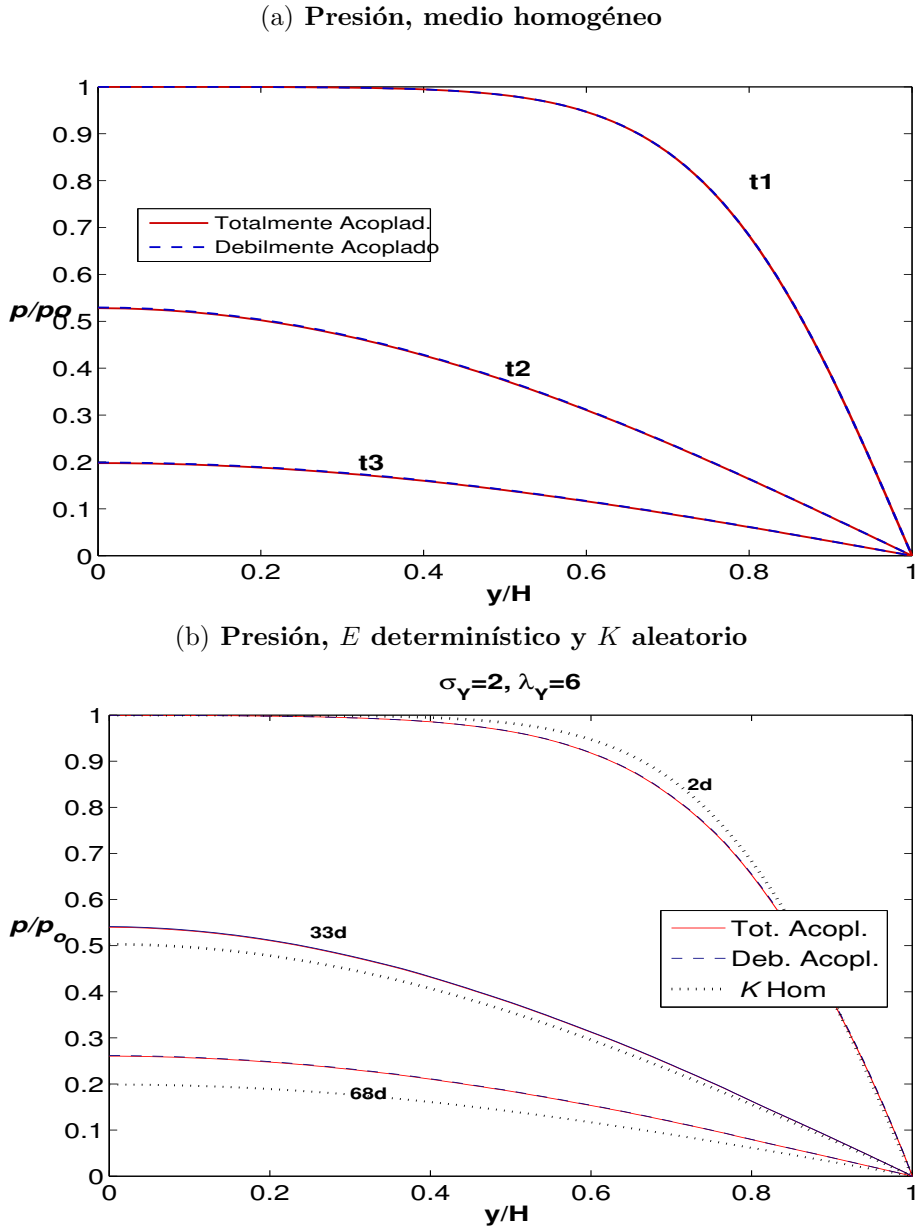 (a) Presión, medio homogéneo
1
0.9
0.8
0.7
0.6
0.5
0.4
0.3
0.2
0.1
0
p/po
t1
Totalmente Acoplad.
Debilmente Acoplado
t2
t3
0 0.2 0.4 0.6 0.8 1
y/H
(b) Presión, E determinístico y K aleatorio
σY=2, λY=6
1
0.9
0.8
0.7
0.6
0.5
0.4
0.3
0.2
0.1
0
p/po
2d
33d
Tot. Acopl.
Deb. Acopl.
K Hom
68d
0 0.2 0.4 0.6 0.8 1
y/H